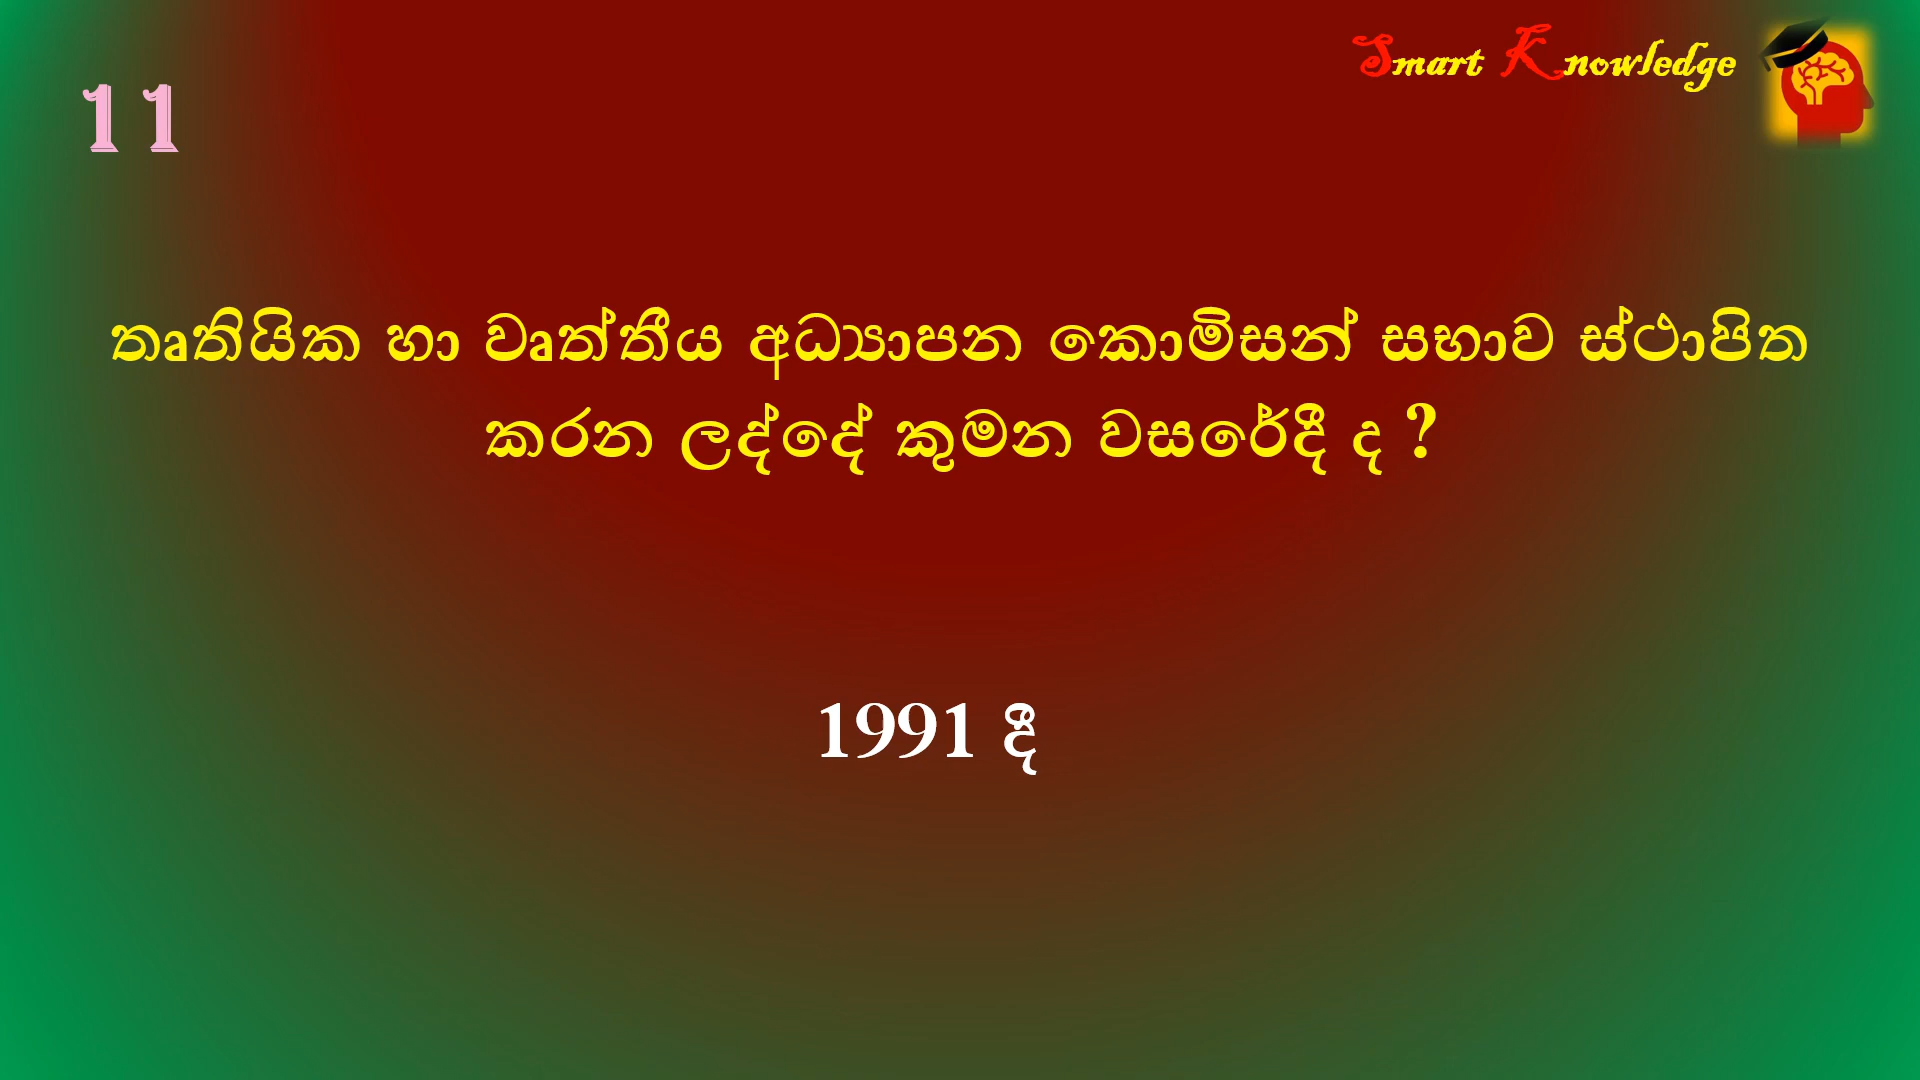 Smart Knowledge
11
තෘතියික හා වෘත්තීය අධ්‍යාපන කොමිසන් සභාව ස්ථාපිත
කරන ලද්දේ කුමන වසරේදී ද ?
1991 දී